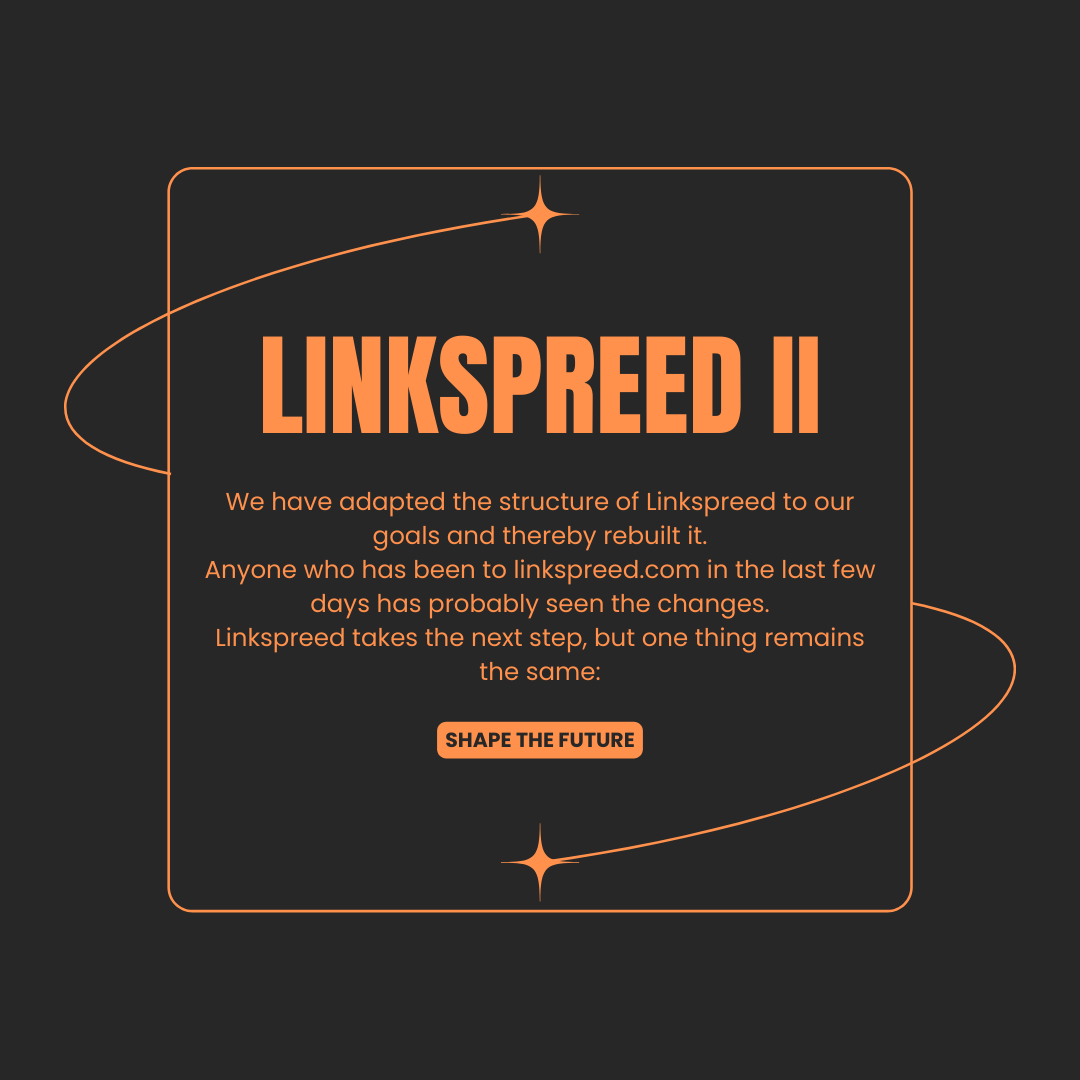 LINKSPREED II
We have adapted the structure of Linkspreed to our
goals and thereby rebuilt it.
Anyone who has been to linkspreed.com in the last few
days has probably seen the changes.
Linkspreed takes the next step, but one thing remains
the same:
SHAPE THE FUTURE